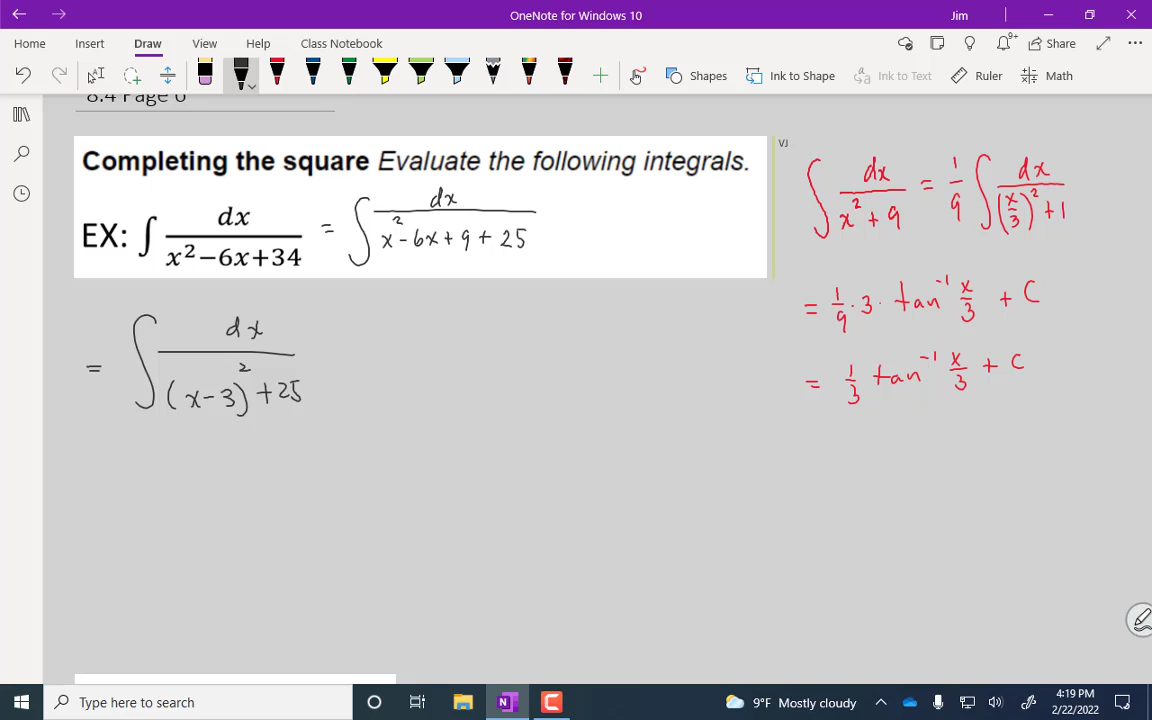 OneNote for Windows 10
Jim
Home Insert Draw View Help Class Notebook
9+
Share
Shapes Ink to Shape Ink to Text Ruler Math
8.4 Page 6
Completing the square Evaluate the following integrals.
EX: ∫ dx / (x² − 6x + 34) = ∫ dx / (x² − 6x + 9 + 25)
= ∫ dx / ((x − 3)² + 25)
VJ
∫ dx / (x² + 9) = 1/9 ∫ dx / ((x/3)² + 1)
= 1/9 · 3 · tan⁻¹ x/3 + C
= 1/3 tan⁻¹ x/3 + C
Type here to search
9°F Mostly cloudy
4:19 PM
2/22/2022